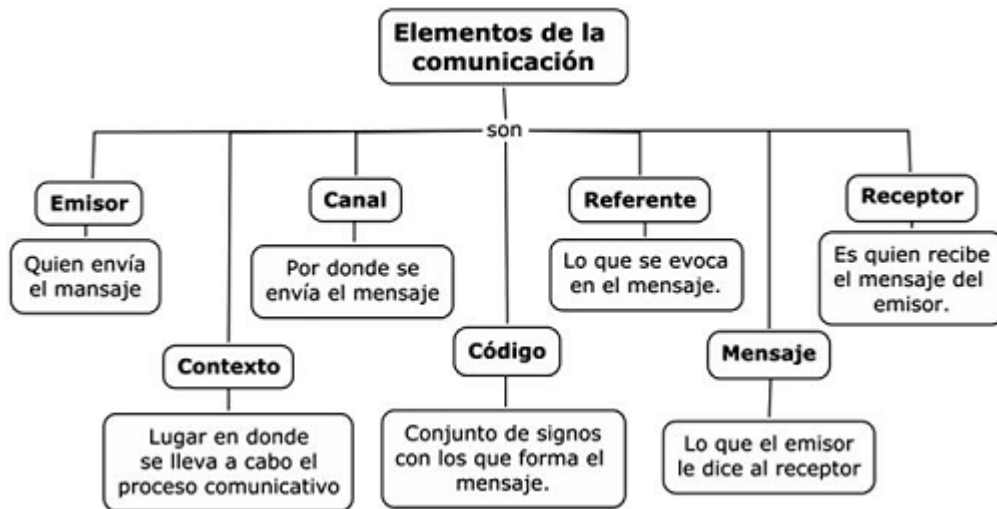 Elementos de la
comunicación
son
Emisor
Quien envía
el mansaje
Contexto
Lugar en donde
se lleva a cabo el
proceso comunicativo
Canal
Por donde se
envía el mensaje
Código
Conjunto de signos
con los que forma el
mensaje.
Referente
Lo que se evoca
en el mensaje.
Mensaje
Lo que el emisor
le dice al receptor
Receptor
Es quien recibe
el mensaje del
emisor.